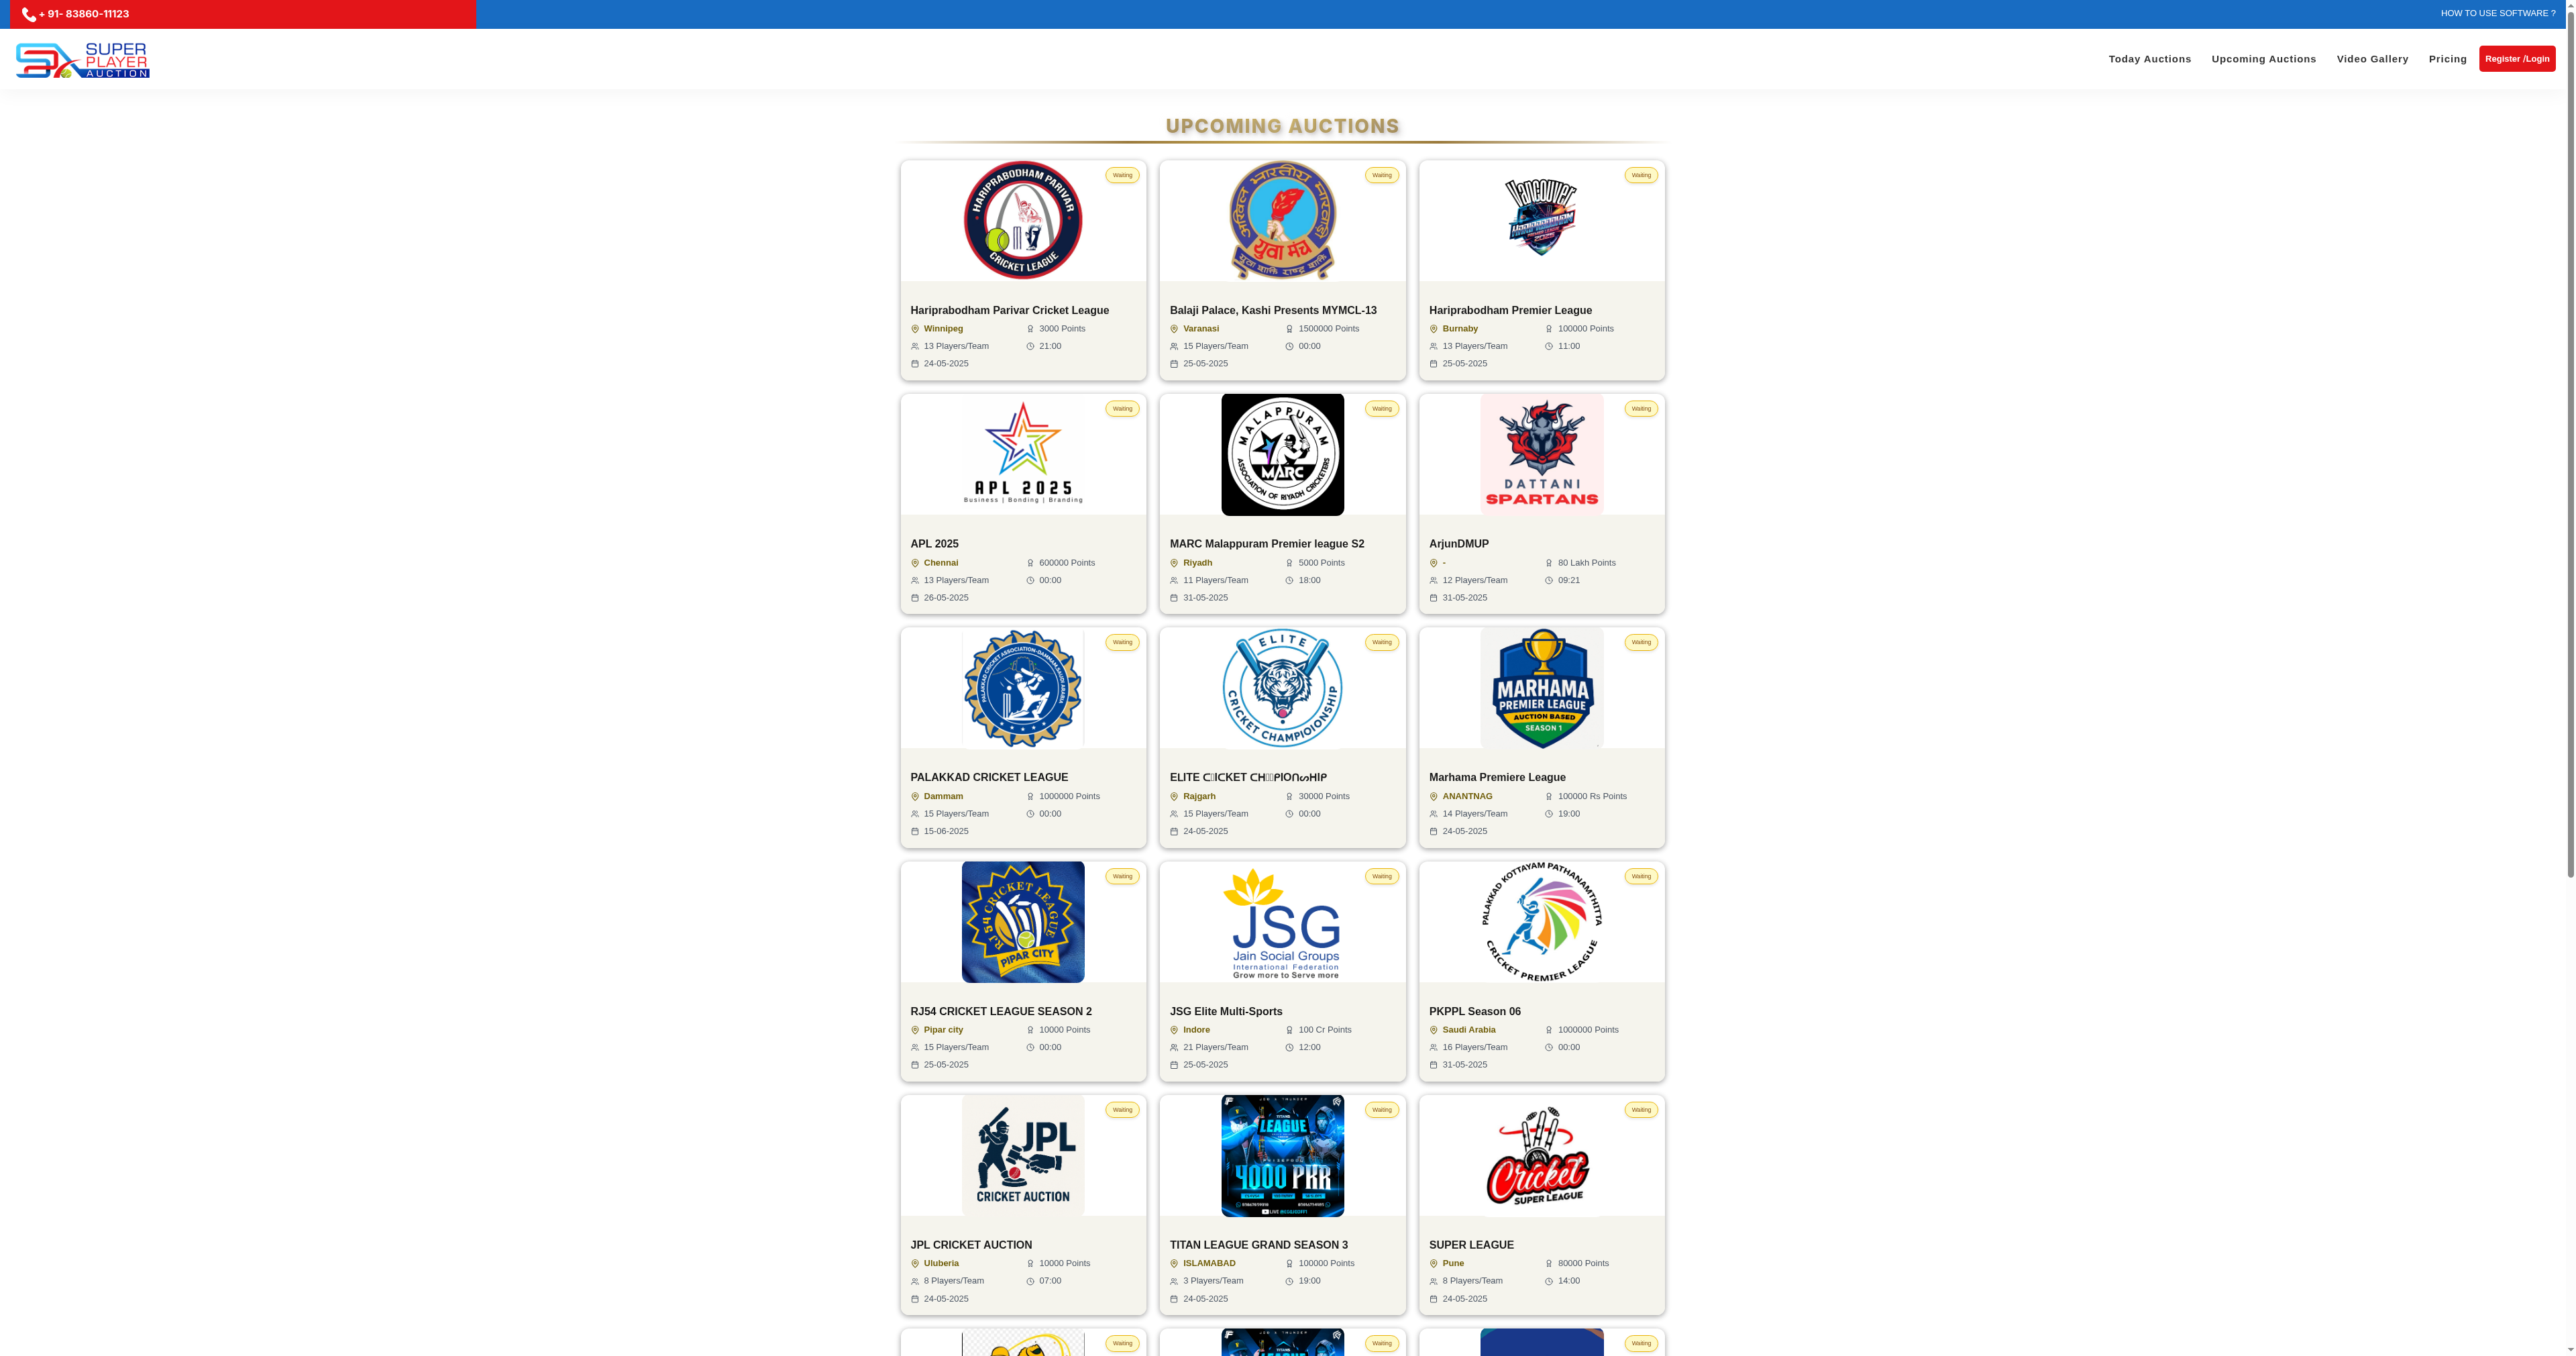 + 91- 83860-11123
HOW TO USE SOFTWARE ?
SUPER
PLAYER
AUCTION
Today Auctions
Upcoming Auctions
Video Gallery
Pricing
Register /Login
UPCOMING AUCTIONS
HARIPRABODHAM PARIVAR
CRICKET LEAGUE
Waiting
Hariprabodham Parivar Cricket League
Winnipeg
3000 Points
13 Players/Team
21:00
24-05-2025
युवा मंच
Waiting
Balaji Palace, Kashi Presents MYMCL-13
Varanasi
1500000 Points
15 Players/Team
00:00
25-05-2025
Vancouver
Waiting
Hariprabodham Premier League
Burnaby
100000 Points
13 Players/Team
11:00
25-05-2025
APL 2025
Business | Bonding | Branding
Waiting
APL 2025
Chennai
600000 Points
13 Players/Team
00:00
26-05-2025
MALAPPURAM
MARC
ASSOCIATION OF RIYADH CRICKETERS
Waiting
MARC Malappuram Premier league S2
Riyadh
5000 Points
11 Players/Team
18:00
31-05-2025
DATTANI
SPARTANS
Waiting
ArjunDMUP
-
80 Lakh Points
12 Players/Team
09:21
31-05-2025
PALAKKAD CRICKET ASSOCIATION-DAMMAM SAUDI ARABIA
Waiting
PALAKKAD CRICKET LEAGUE
Dammam
1000000 Points
15 Players/Team
00:00
15-06-2025
ELITE
CRICKET CHAMPIOIONSHIP
Waiting
ELITE
Rajgarh
30000 Points
15 Players/Team
00:00
24-05-2025
MARHAMA
PREMIER LEAGUE
AUCTION BASED
SEASON 1
Waiting
Marhama Premiere League
ANANTNAG
100000 Rs Points
14 Players/Team
19:00
24-05-2025
RJ54 CRICKET LEAGUE
PIPAR CITY
Waiting
RJ54 CRICKET LEAGUE SEASON 2
Pipar city
10000 Points
15 Players/Team
00:00
25-05-2025
JSG
Jain Social Groups
International Federation
Grow more to Serve more
Waiting
JSG Elite Multi-Sports
Indore
100 Cr Points
21 Players/Team
12:00
25-05-2025
PALAKKAD KOTTAYAM PATHANAMTHITTA
CRICKET PREMIER LEAGUE
Waiting
PKPPL Season 06
Saudi Arabia
1000000 Points
16 Players/Team
00:00
31-05-2025
JPL
CRICKET AUCTION
Waiting
JPL CRICKET AUCTION
Uluberia
10000 Points
8 Players/Team
07:00
24-05-2025
TITANS
LEAGUE
4000 PKR
LIVE
Waiting
TITAN LEAGUE GRAND SEASON 3
ISLAMABAD
100000 Points
3 Players/Team
19:00
24-05-2025
Cricket
SUPER LEAGUE
Waiting
SUPER LEAGUE
Pune
80000 Points
8 Players/Team
14:00
24-05-2025
Waiting
Waiting
LEAGUE
Waiting